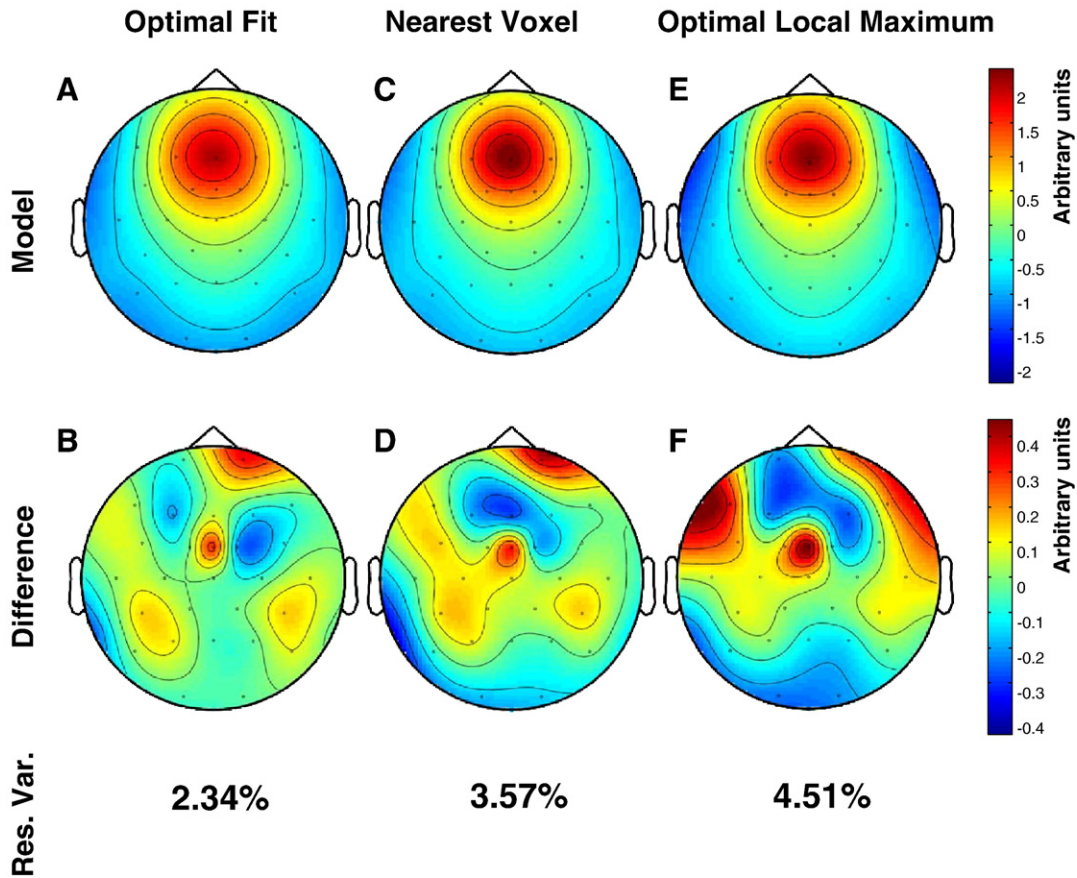 Optimal Fit
Nearest Voxel
Optimal Local Maximum
A
C
E
Model
2
1.5
1
0.5
0
-0.5
-1
-1.5
-2
Arbitrary units
B
D
F
Difference
0.4
0.3
0.2
0.1
0
-0.1
-0.2
-0.3
-0.4
Arbitrary units
Res. Var.
2.34%
3.57%
4.51%